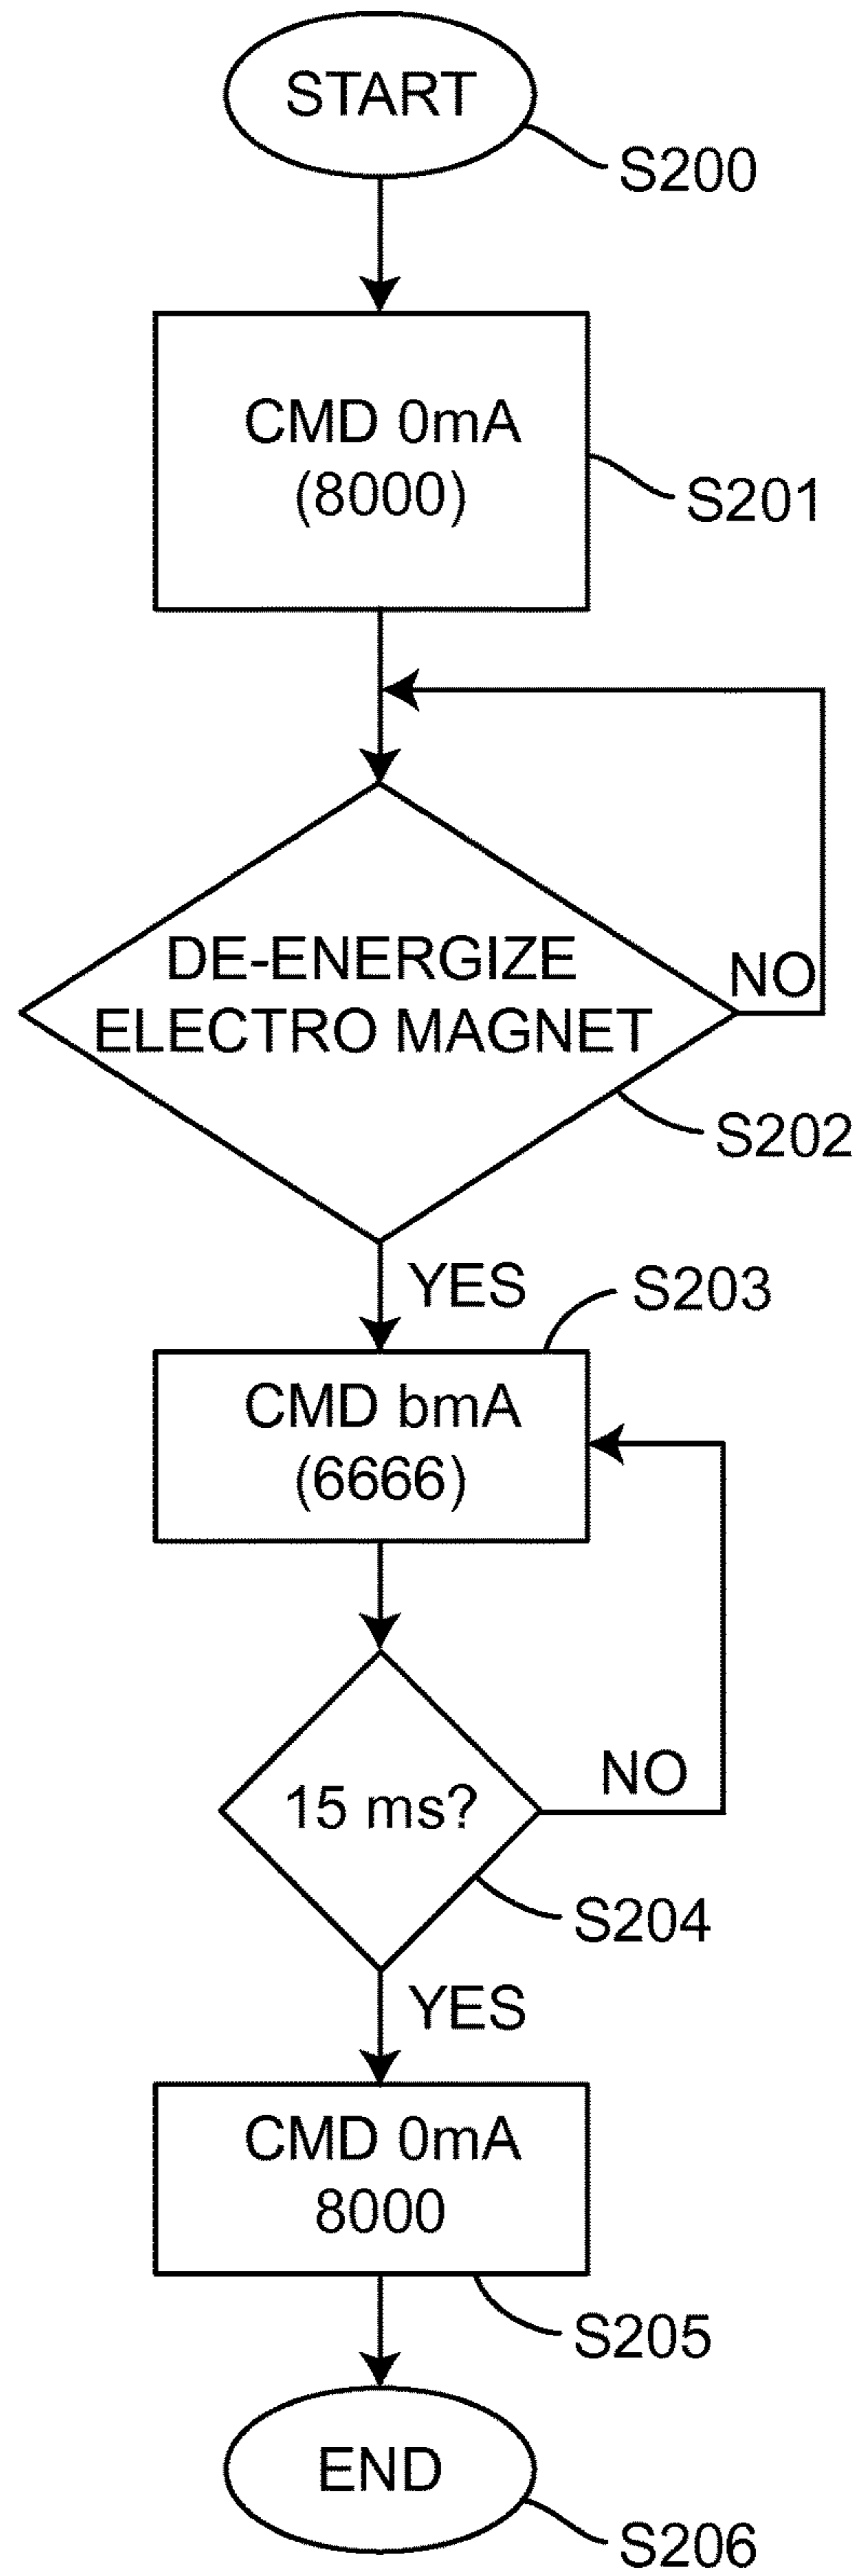 START
S200
CMD 0mA
(8000)
S201
DE-ENERGIZE
ELECTRO MAGNET
NO
S202
YES
S203
CMD bmA
(6666)
15 ms?
NO
S204
YES
CMD 0mA
8000
S205
END
S206